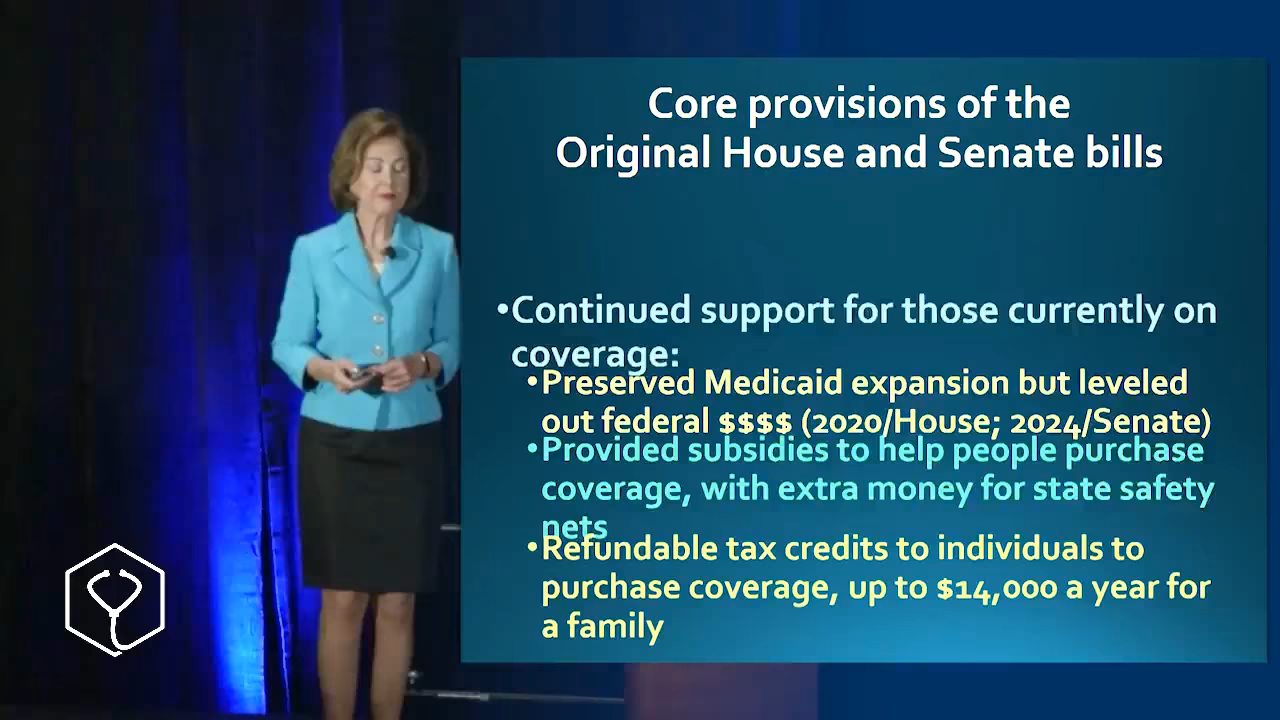 Core provisions of the
Original House and Senate bills
•Continued support for those currently on
coverage:
•Preserved Medicaid expansion but leveled
out federal $$$$ (2020/House; 2024/Senate)
•Provided subsidies to help people purchase
coverage, with extra money for state safety
nets
•Refundable tax credits to individuals to
purchase coverage, up to $14,000 a year for
a family